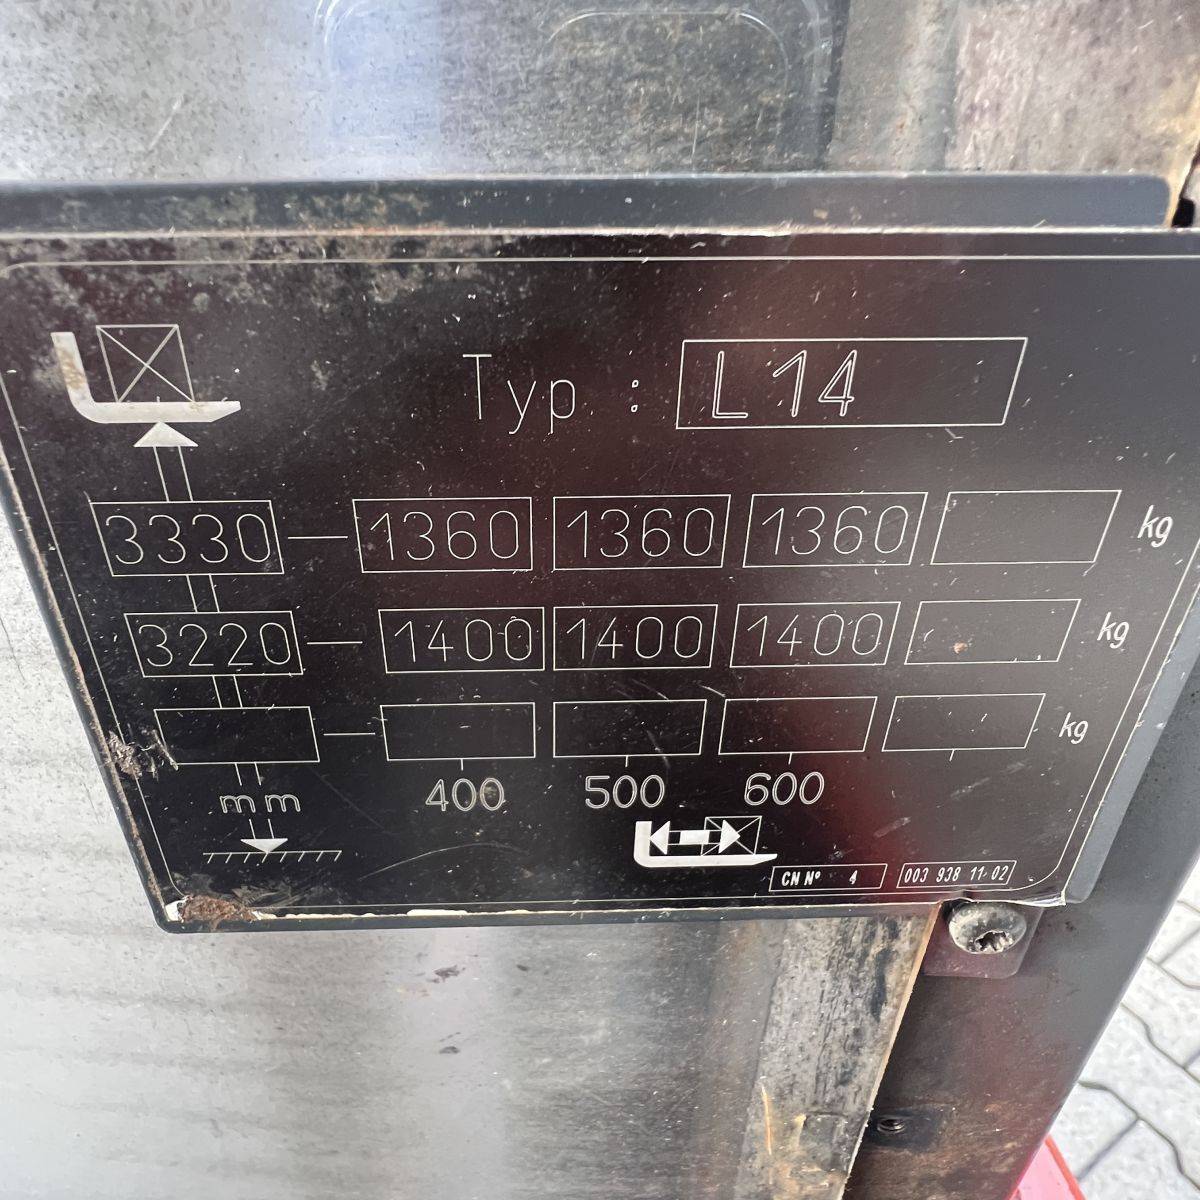 Typ : L 14
3330 1360 1360 1360 kg
3220 1400 1400 1400 kg
kg
mm 400 500 600
CN Nº 4 003 938 11 02